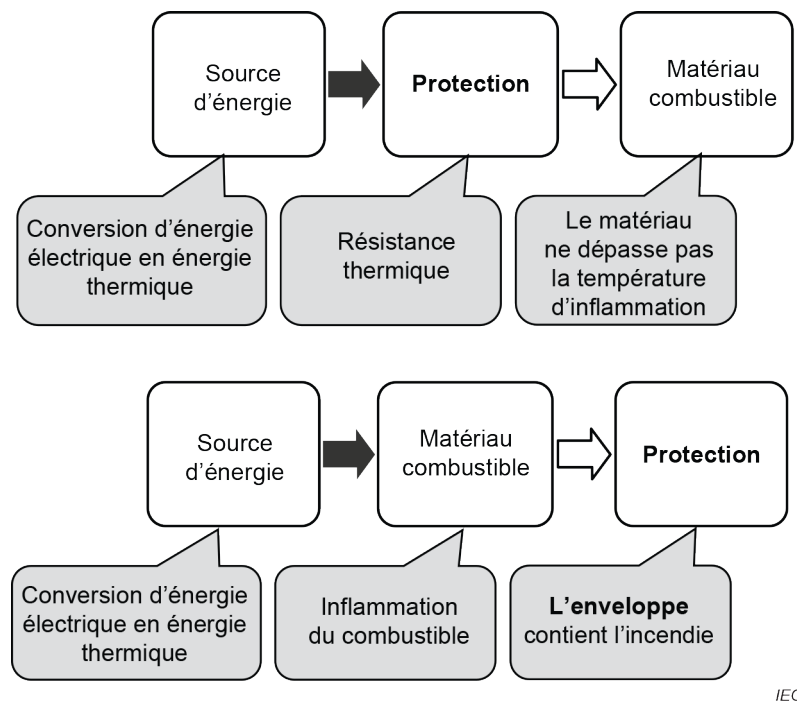 Source
d'énergie
Protection
Matériau
combustible
Conversion d'énergie
électrique en énergie
thermique
Résistance
thermique
Le matériau
ne dépasse pas
la température
d'inflammation
Source
d'énergie
Matériau
combustible
Protection
Conversion d'énergie
électrique en énergie
thermique
Inflammation
du combustible
L'enveloppe
contient l'incendie
IEC